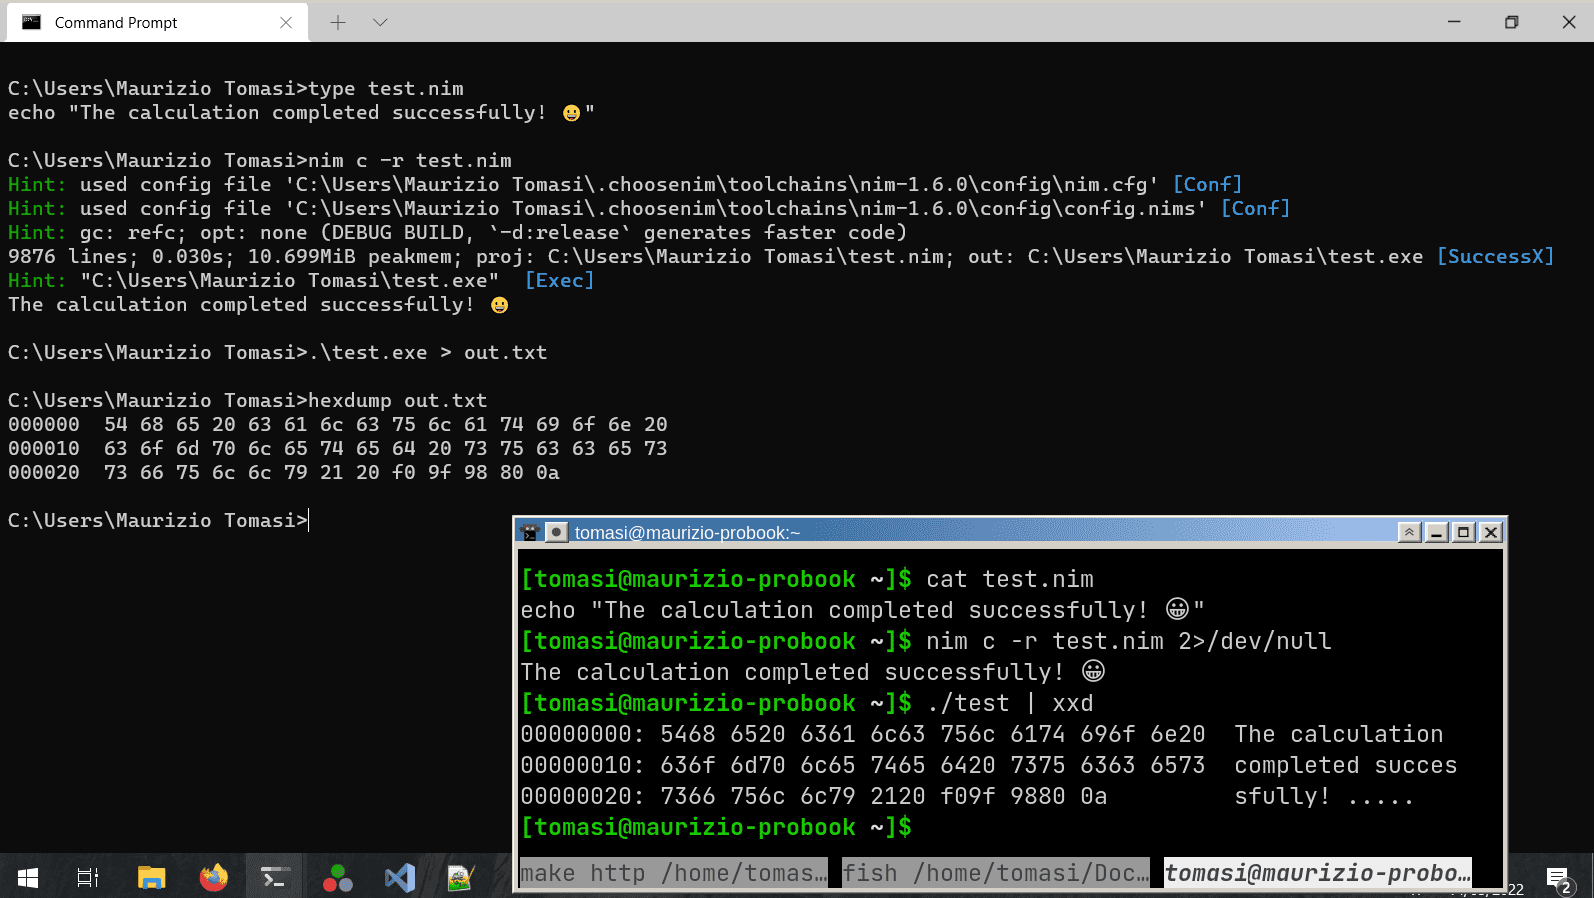 Command Prompt
C:\Users\Maurizio Tomasi>type test.nim
echo "The calculation completed successfully! 😀"
C:\Users\Maurizio Tomasi>nim c -r test.nim
Hint: used config file 'C:\Users\Maurizio Tomasi\.choosenim\toolchains\nim-1.6.0\config\nim.cfg' [Conf]
Hint: used config file 'C:\Users\Maurizio Tomasi\.choosenim\toolchains\nim-1.6.0\config\config.nims' [Conf]
Hint: gc: refc; opt: none (DEBUG BUILD, `-d:release` generates faster code)
9876 lines; 0.030s; 10.699MiB peakmem; proj: C:\Users\Maurizio Tomasi\test.nim; out: C:\Users\Maurizio Tomasi\test.exe [SuccessX]
Hint: "C:\Users\Maurizio Tomasi\test.exe"  [Exec]
The calculation completed successfully! 😀
C:\Users\Maurizio Tomasi>.\test.exe > out.txt
C:\Users\Maurizio Tomasi>hexdump out.txt
000000  54 68 65 20 63 61 6c 63 75 6c 61 74 69 6f 6e 20
000010  63 6f 6d 70 6c 65 74 65 64 20 73 75 63 63 65 73
000020  73 66 75 6c 6c 79 21 20 f0 9f 98 80 0a
C:\Users\Maurizio Tomasi>
tomasi@maurizio-probook:~
[tomasi@maurizio-probook ~]$ cat test.nim
echo "The calculation completed successfully! 😀"
[tomasi@maurizio-probook ~]$ nim c -r test.nim 2>/dev/null
The calculation completed successfully! 😀
[tomasi@maurizio-probook ~]$ ./test | xxd
00000000: 5468 6520 6361 6c63 756c 6174 696f 6e20  The calculation
00000010: 636f 6d70 6c65 7465 6420 7375 6363 6573  completed succes
00000020: 7366 756c 6c79 2120 f09f 9880 0a         sfully! .....
[tomasi@maurizio-probook ~]$
make http /home/tomas… fish /home/tomasi/Doc… tomasi@maurizio-probo…
2